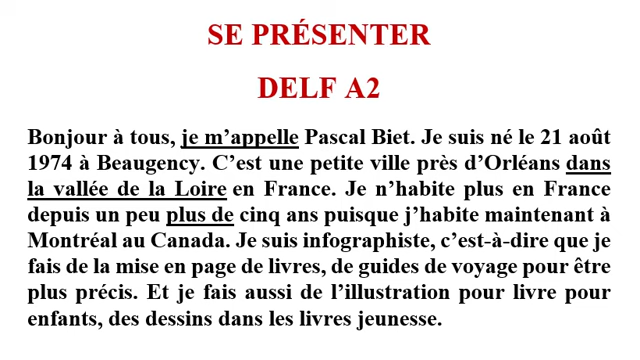 SE PRÉSENTER
DELF A2
Bonjour à tous, je m’appelle Pascal Biet. Je suis né le 21 août
1974 à Beaugency. C’est une petite ville près d’Orléans dans
la vallée de la Loire en France. Je n’habite plus en France
depuis un peu plus de cinq ans puisque j’habite maintenant à
Montréal au Canada. Je suis infographiste, c’est-à-dire que je
fais de la mise en page de livres, de guides de voyage pour être
plus précis. Et je fais aussi de l’illustration pour livre pour
enfants, des dessins dans les livres jeunesse.